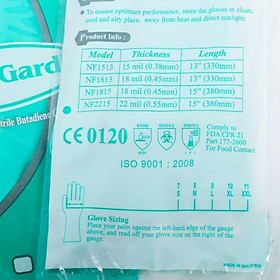 To ensure optimum performance, store the gloves in clean,
cool and airy place, away from heat and direct sunlight.
Product Info :
Model Thickness Length
NF1513 15 mil (0.38mm) 13" (330mm)
NF1813 18 mil (0.45mm) 13" (330mm)
NF1815 18 mil (0.45mm) 15" (380mm)
NF2215 22 mil (0.55mm) 15" (380mm)
Gard
trile Butadiene
CE 0120
Comply to
FDA CFR 21
Part 177-2600
For Food Contact
ISO 9001 : 2008
7 8 9 10 11
S M L XL XXL
Glove Sizing
Place your palm against the left-hand edge of the gauge
above, and read off your glove size on the right of the
gauge.
MADE IN MALAYSIA